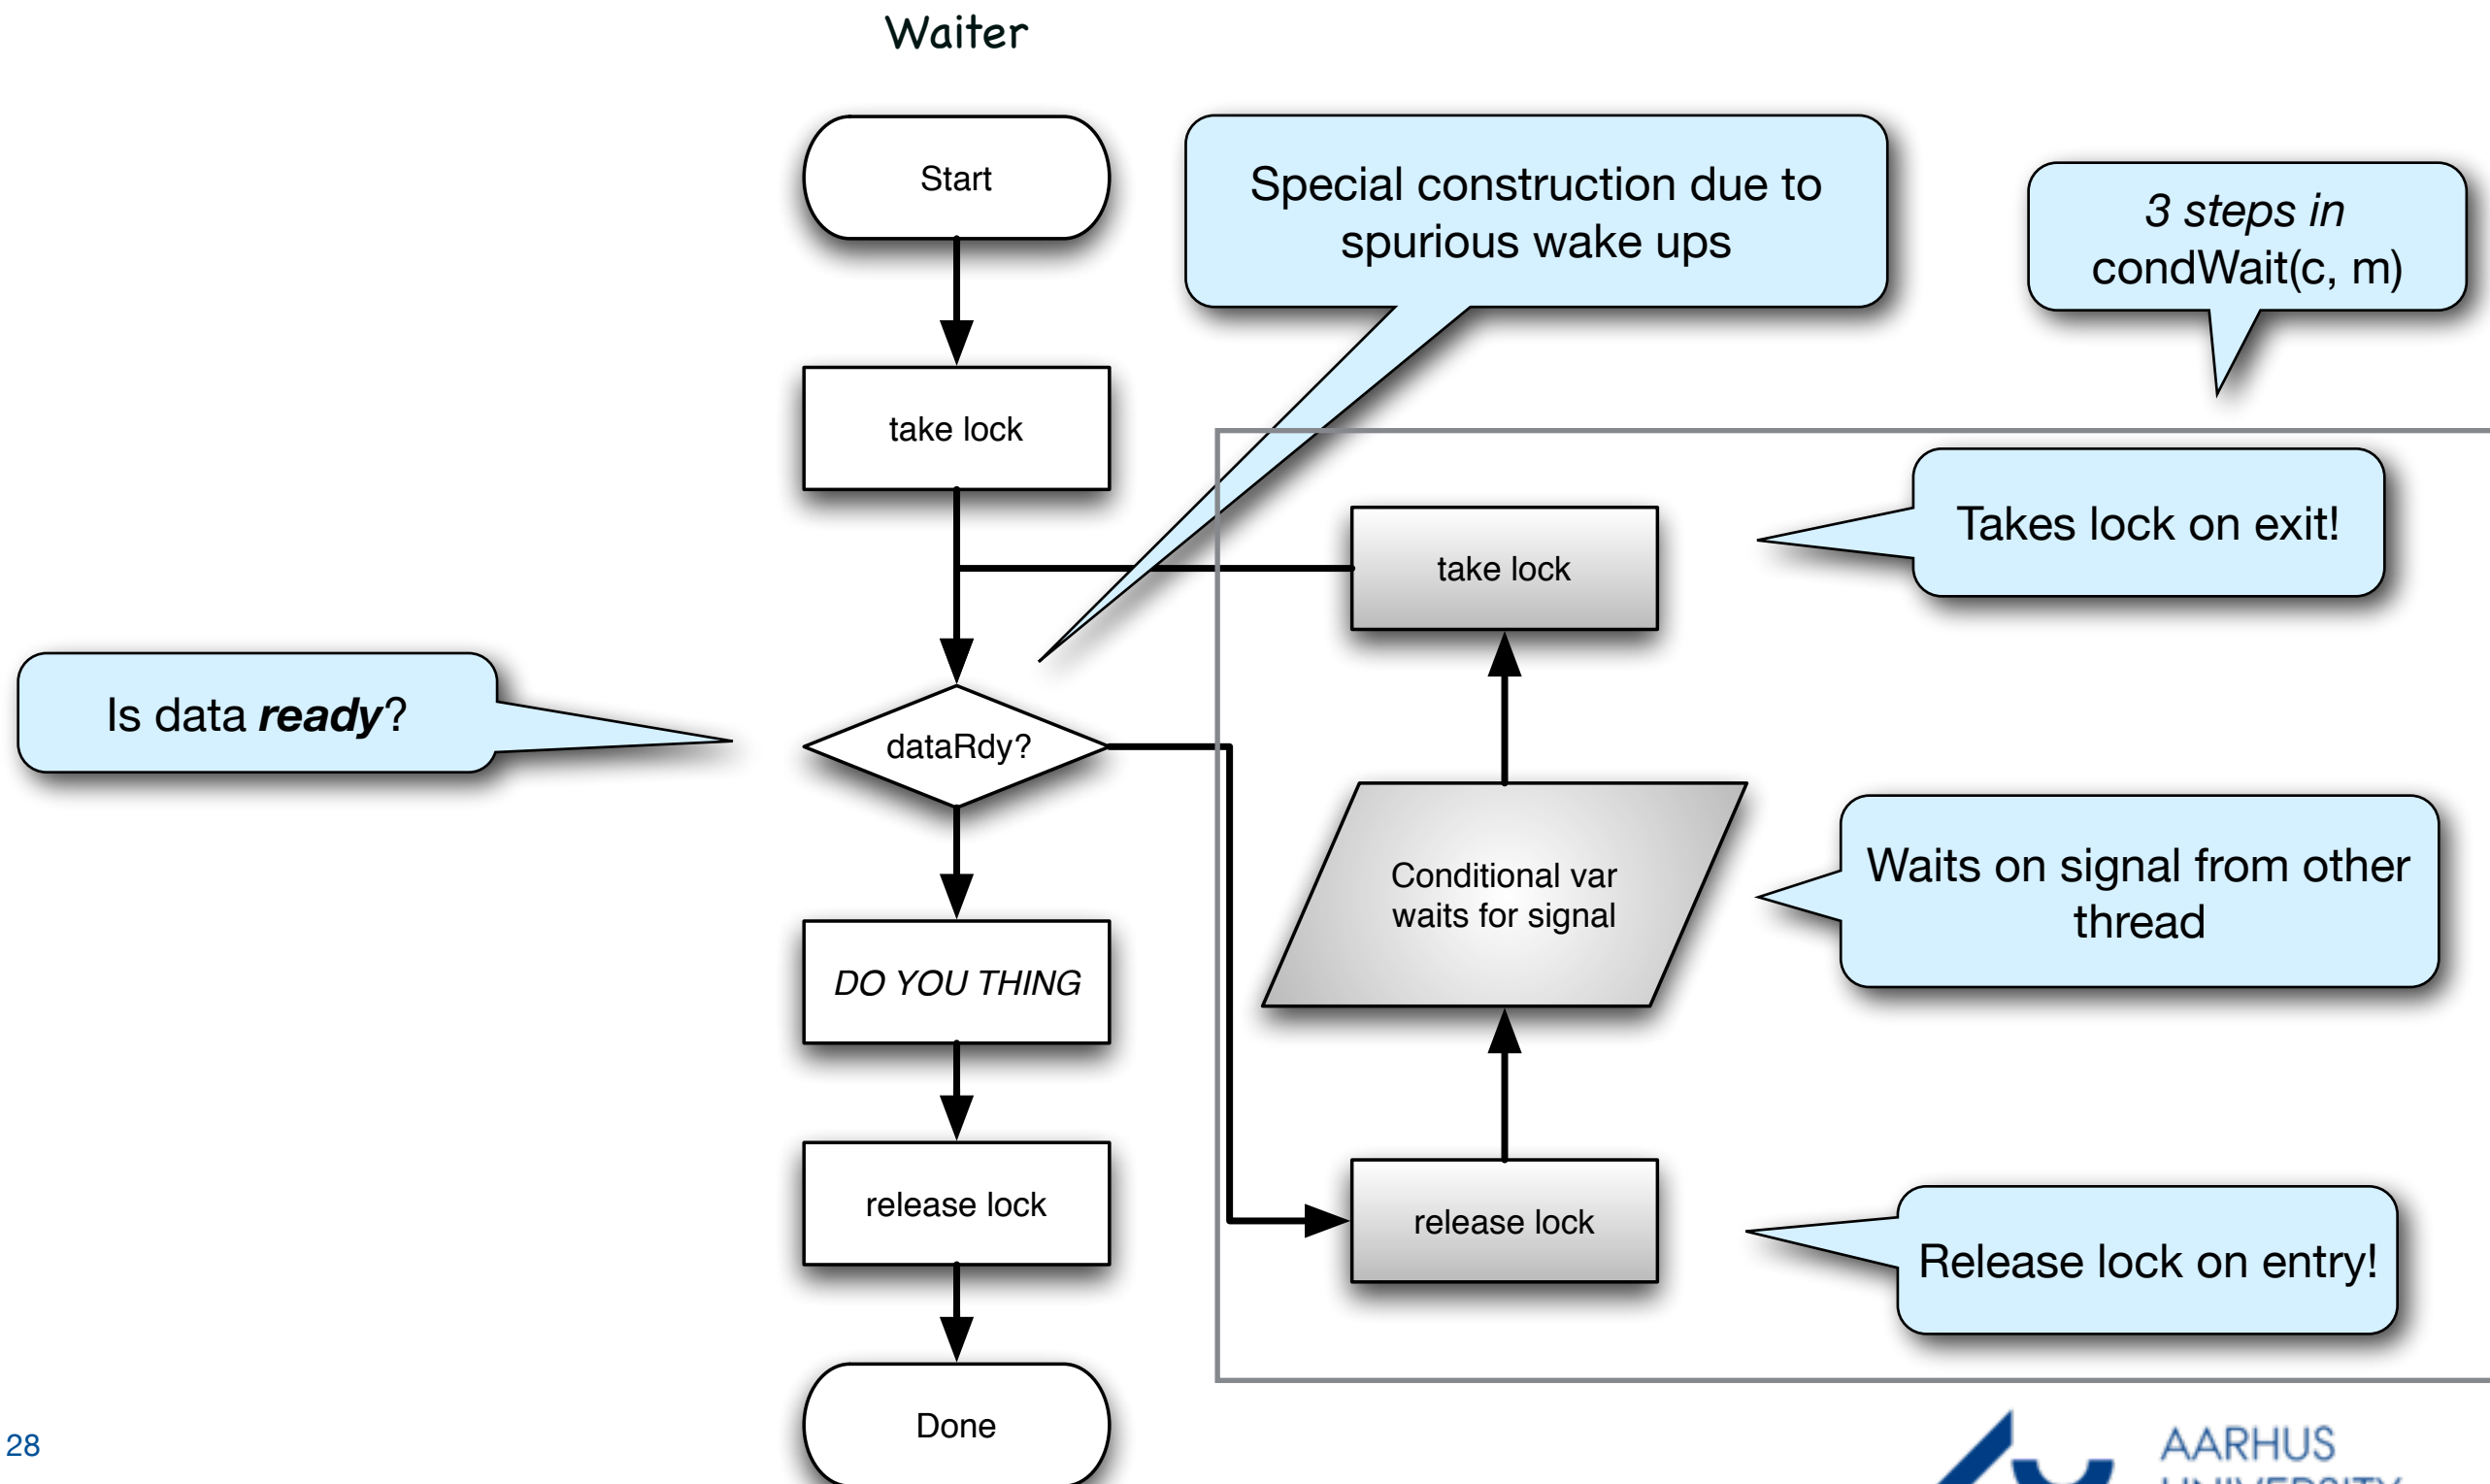 Waiter
Start
Special construction due to
spurious wake ups
3 steps in
condWait(c, m)
take lock
Takes lock on exit!
take lock
Is data ready?
dataRdy?
Conditional var
waits for signal
Waits on signal from other
thread
DO YOU THING
release lock
release lock
Release lock on entry!
Done
28
AARHUS
UNIVERSITY